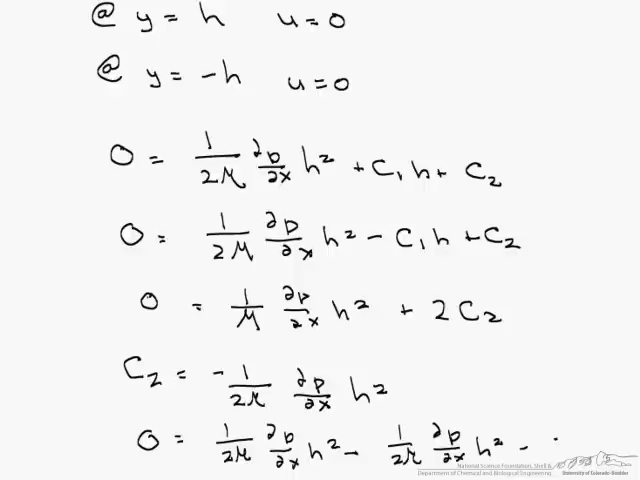 @ y = h u = 0
@ y = -h u = 0
0 = 1/2μ ∂p/∂x h² + C₁h + C₂
0 = 1/2μ ∂p/∂x h² - C₁h + C₂
0 = 1/μ ∂p/∂x h² + 2C₂
C₂ = -1/2μ ∂p/∂x h²
0 = 1/2μ ∂p/∂x h² - 1/2μ ∂p/∂x h² -
National Science Foundation, Shell &
Department of Chemical and Biological Engineering
University of Colorado Boulder